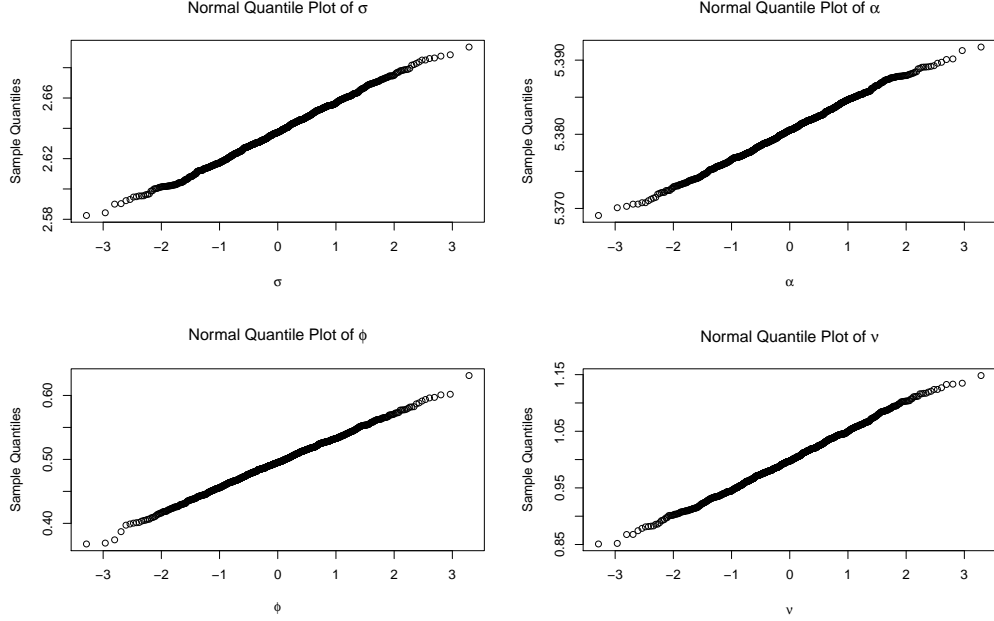 Normal Quantile Plot of σ
Sample Quantiles
2.58 2.62 2.66
−3 −2 −1 0 1 2 3
σ
Normal Quantile Plot of α
Sample Quantiles
5.370 5.380 5.390
−3 −2 −1 0 1 2 3
α
Normal Quantile Plot of ϕ
Sample Quantiles
0.40 0.50 0.60
−3 −2 −1 0 1 2 3
ϕ
Normal Quantile Plot of ν
Sample Quantiles
0.85 0.95 1.05 1.15
−3 −2 −1 0 1 2 3
ν